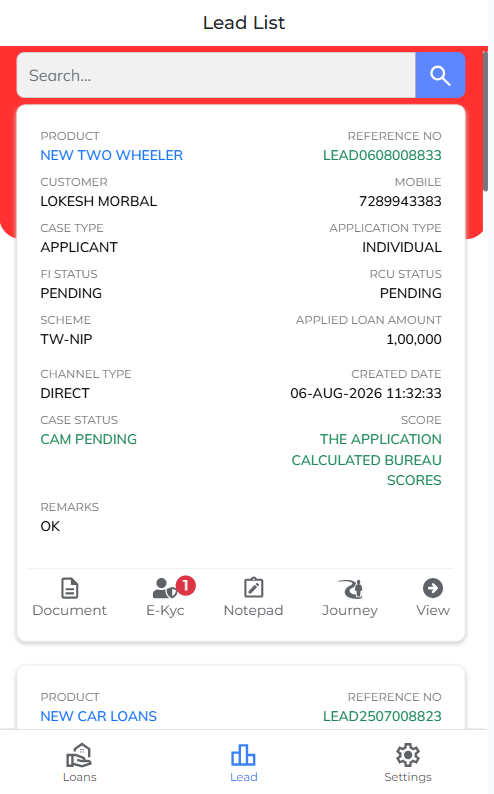 Lead List
Search...
PRODUCT REFERENCE NO
NEW TWO WHEELER LEAD0608008833
CUSTOMER MOBILE
LOKESH MORBAL 7289943383
CASE TYPE APPLICATION TYPE
APPLICANT INDIVIDUAL
FI STATUS RCU STATUS
PENDING PENDING
SCHEME APPLIED LOAN AMOUNT
TW-NIP 1,00,000
CHANNEL TYPE CREATED DATE
DIRECT 06-AUG-2026 11:32:33
CASE STATUS SCORE
CAM PENDING THE APPLICATION
CALCULATED BUREAU
SCORES
REMARKS
OK
1
Document E-Kyc Notepad Journey View
PRODUCT REFERENCE NO
NEW CAR LOANS LEAD2507008823
Loans Lead Settings